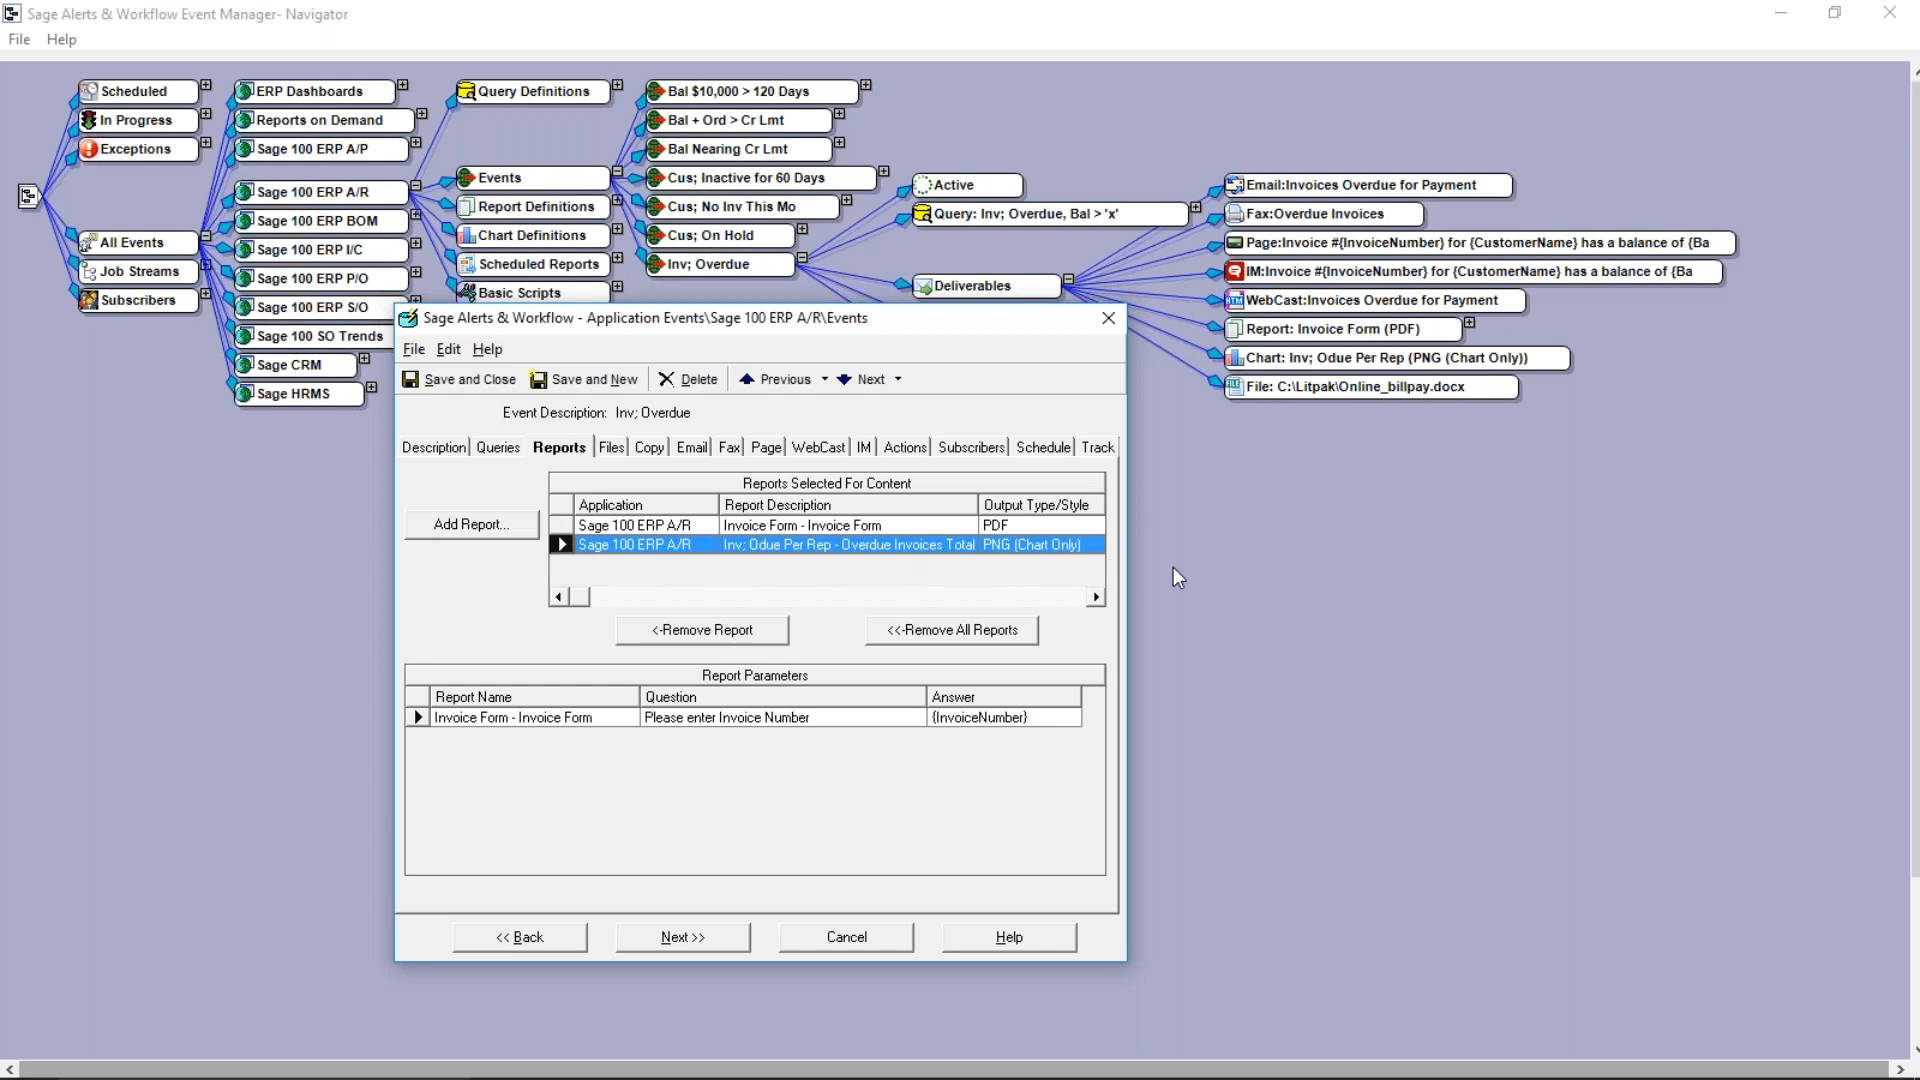 Sage Alerts & Workflow Event Manager- Navigator
File Help
Scheduled
In Progress
Exceptions
All Events
Job Streams
Subscribers
ERP Dashboards
Reports on Demand
Sage 100 ERP A/P
Sage 100 ERP A/R
Sage 100 ERP BOM
Sage 100 ERP I/C
Sage 100 ERP P/O
Sage 100 ERP S/O
Sage 100 SO Trends
Sage CRM
Sage HRMS
Query Definitions
Events
Report Definitions
Chart Definitions
Scheduled Reports
Basic Scripts
Bal $10,000 > 120 Days
Bal + Ord > Cr Lmt
Bal Nearing Cr Lmt
Cus; Inactive for 60 Days
Cus; No Inv This Mo
Cus; On Hold
Inv; Overdue
Active
Query: Inv; Overdue, Bal > 'x'
Deliverables
Email:Invoices Overdue for Payment
Fax:Overdue Invoices
Page:Invoice #{InvoiceNumber} for {CustomerName} has a balance of {Ba
IM:Invoice #{InvoiceNumber} for {CustomerName} has a balance of {Ba
WebCast:Invoices Overdue for Payment
Report: Invoice Form (PDF)
Chart: Inv; Odue Per Rep (PNG (Chart Only))
File: C:\Litpak\Online_billpay.docx
Sage Alerts & Workflow - Application Events\Sage 100 ERP A/R\Events
File Edit Help
Save and Close Save and New Delete Previous Next
Event Description: Inv; Overdue
Description Queries Reports Files Copy Email Fax Page WebCast IM Actions Subscribers Schedule Track
Reports Selected For Content
Application Report Description Output Type/Style
Add Report...
Sage 100 ERP A/R Invoice Form - Invoice Form PDF
Sage 100 ERP A/R Inv; Odue Per Rep - Overdue Invoices Total PNG (Chart Only)
<-Remove Report <<-Remove All Reports
Report Parameters
Report Name Question Answer
Invoice Form - Invoice Form Please enter Invoice Number {InvoiceNumber}
<< Back Next >> Cancel Help